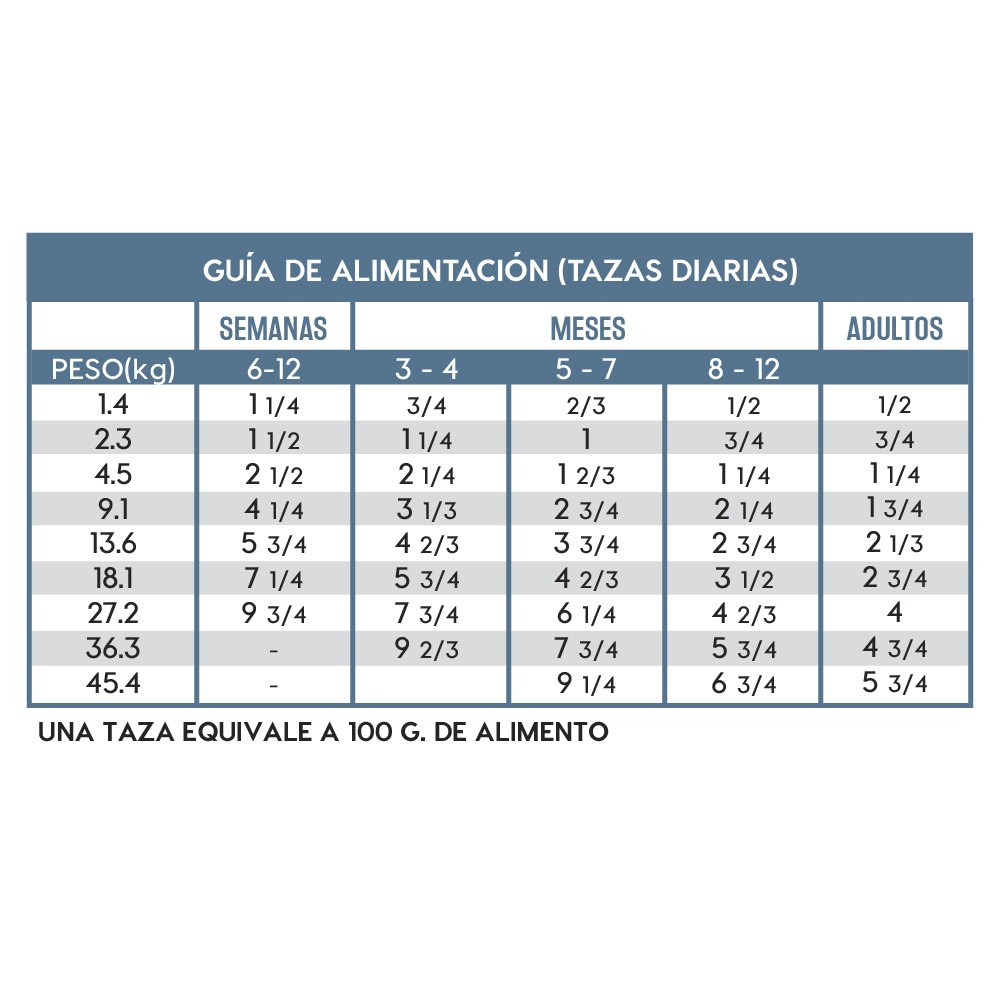 GUÍA DE ALIMENTACIÓN (TAZAS DIARIAS)
SEMANAS MESES ADULTOS
PESO(kg) 6-12 3 - 4 5 - 7 8 - 12
1.4 1 1/4 3/4 2/3 1/2 1/2
2.3 1 1/2 1 1/4 1 3/4 3/4
4.5 2 1/2 2 1/4 1 2/3 1 1/4 1 1/4
9.1 4 1/4 3 1/3 2 3/4 2 1/4 1 3/4
13.6 5 3/4 4 2/3 3 3/4 2 3/4 2 1/3
18.1 7 1/4 5 3/4 4 2/3 3 1/2 2 3/4
27.2 9 3/4 7 3/4 6 1/4 4 2/3 4
36.3 - 9 2/3 7 3/4 5 3/4 4 3/4
45.4 - 9 1/4 6 3/4 5 3/4
UNA TAZA EQUIVALE A 100 G. DE ALIMENTO